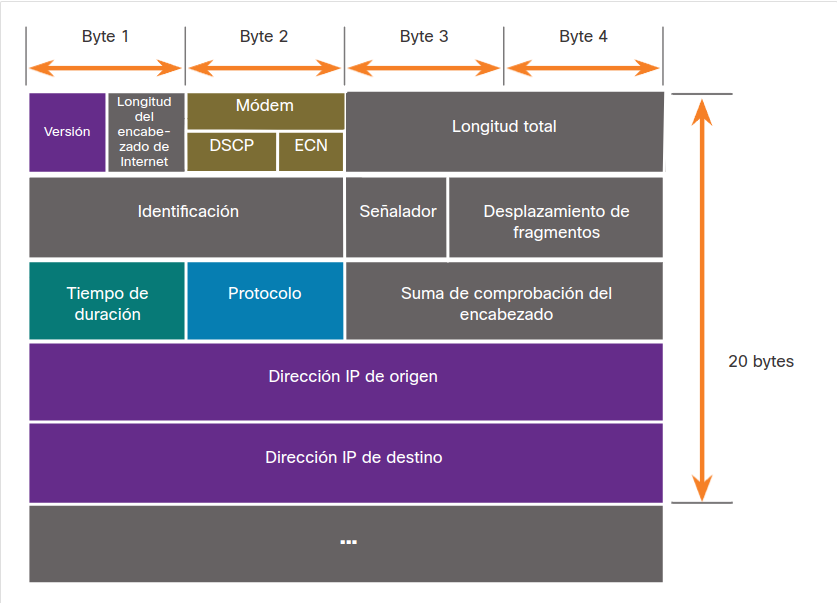 Byte 1
Byte 2
Byte 3
Byte 4
Versión
Longitud
del
encabe-
zado de
Internet
Módem
DSCP
ECN
Longitud total
Identificación
Señalador
Desplazamiento de
fragmentos
Tiempo de
duración
Protocolo
Suma de comprobación del
encabezado
Dirección IP de origen
Dirección IP de destino
...
20 bytes